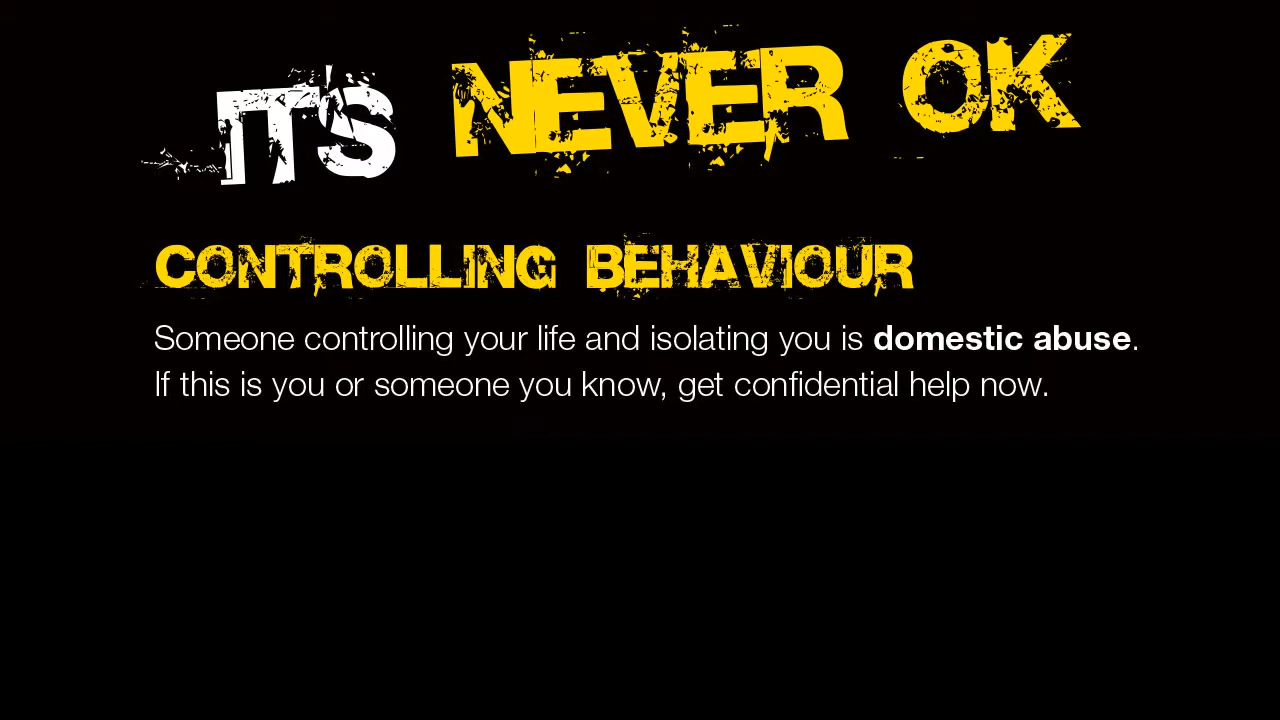 IT'S NEVER OK
CONTROLLING BEHAVIOUR
Someone controlling your life and isolating you is domestic abuse.
If this is you or someone you know, get confidential help now.